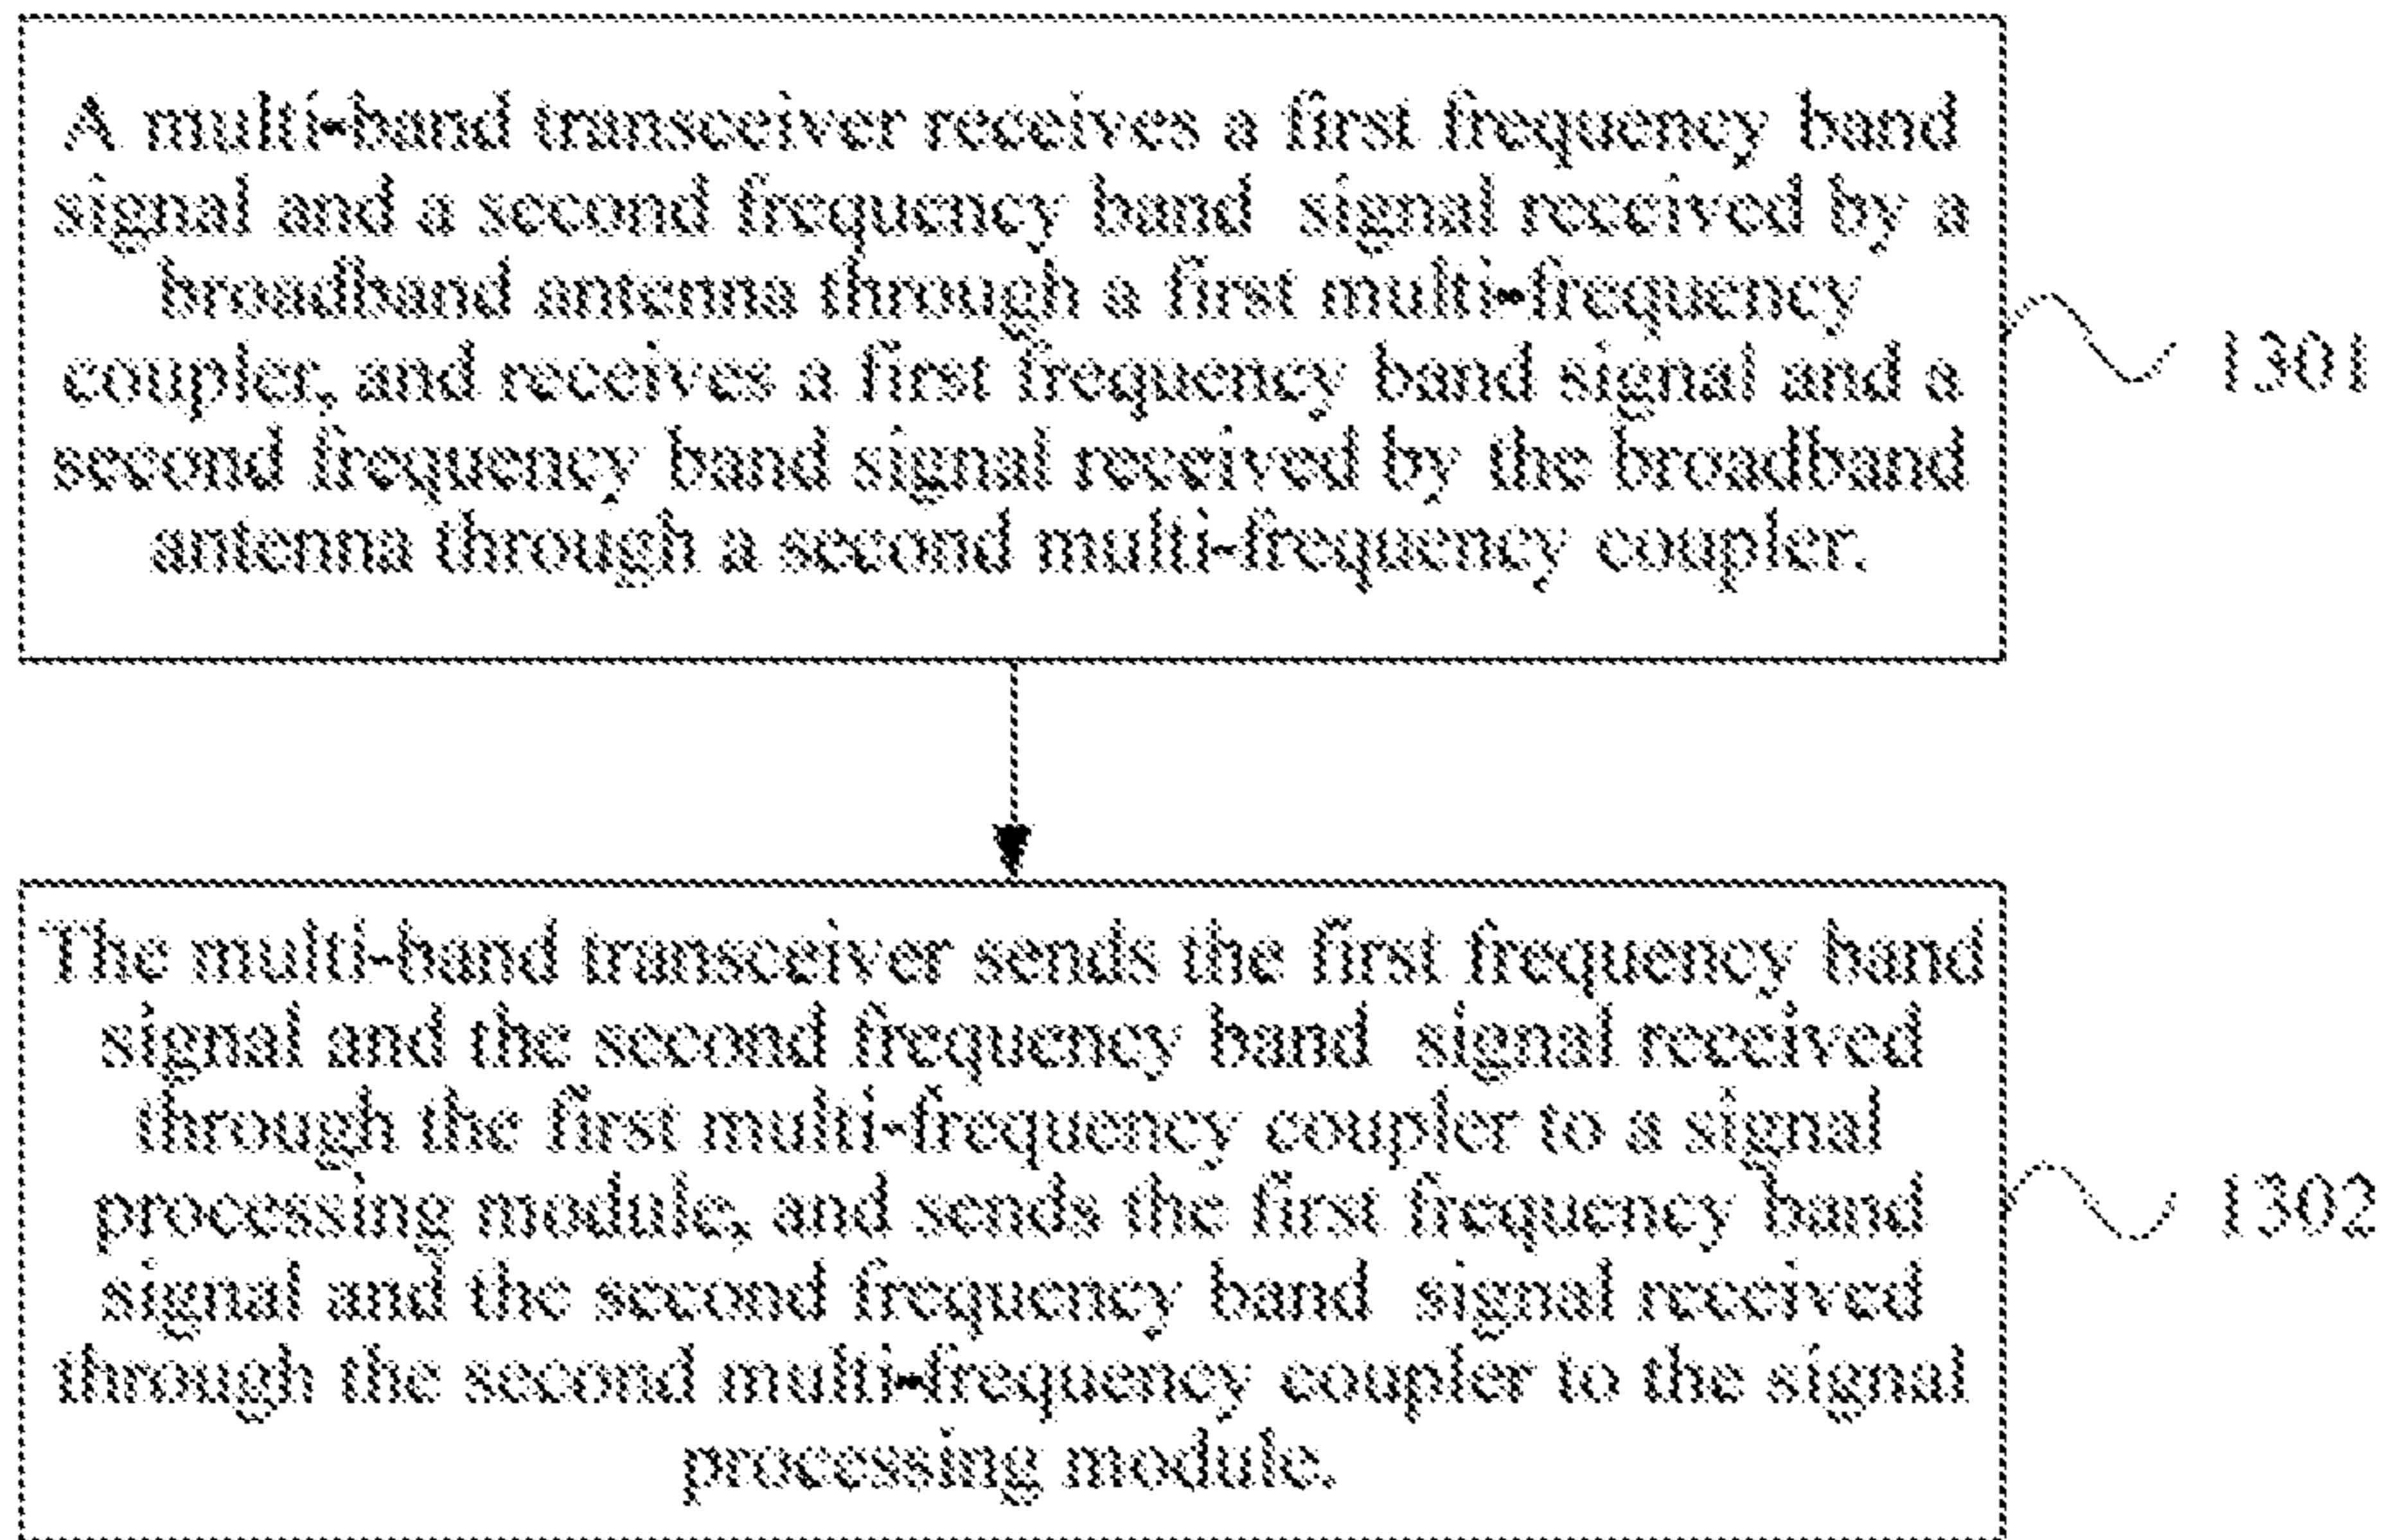 A multi-band transceiver receives a first frequency band
signal and a second frequency band signal received by a
broadband antenna through a first multi-frequency
coupler, and receives a first frequency band signal and a
second frequency band signal received by the broadband
antenna through a second multi-frequency coupler.
1301
The multi-band transceiver sends the first frequency band
signal and the second frequency band signal received
through the first multi-frequency coupler to a signal
processing module, and sends the first frequency band
signal and the second frequency band signal received
through the second multi-frequency coupler to the signal
processing module.
1302